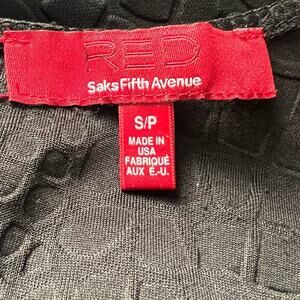 RED
Saks Fifth Avenue
S/P
MADE IN
USA
FABRIQUÉ
AUX É.-U.